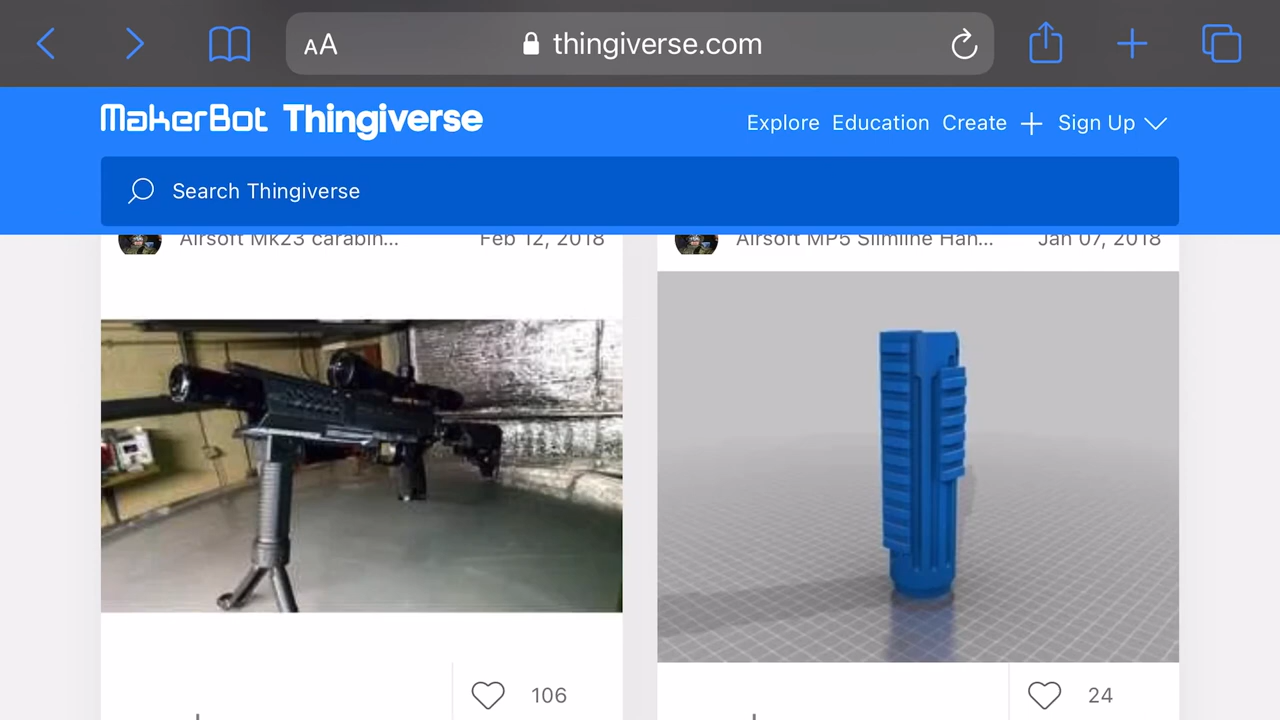 AA thingiverse.com
MakerBot Thingiverse
Explore Education Create + Sign Up
Search Thingiverse
Airsoft Mk23 carabin... Feb 12, 2018
Airsoft MP5 Slimline Han... Jan 07, 2018
106
24